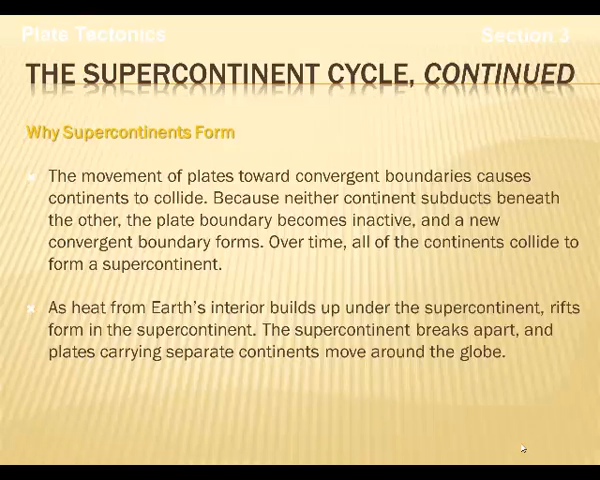 Plate Tectonics Section 3
THE SUPERCONTINENT CYCLE, CONTINUED
Why Supercontinents Form
The movement of plates toward convergent boundaries causes
continents to collide. Because neither continent subducts beneath
the other, the plate boundary becomes inactive, and a new
convergent boundary forms. Over time, all of the continents collide to
form a supercontinent.
As heat from Earth's interior builds up under the supercontinent, rifts
form in the supercontinent. The supercontinent breaks apart, and
plates carrying separate continents move around the globe.